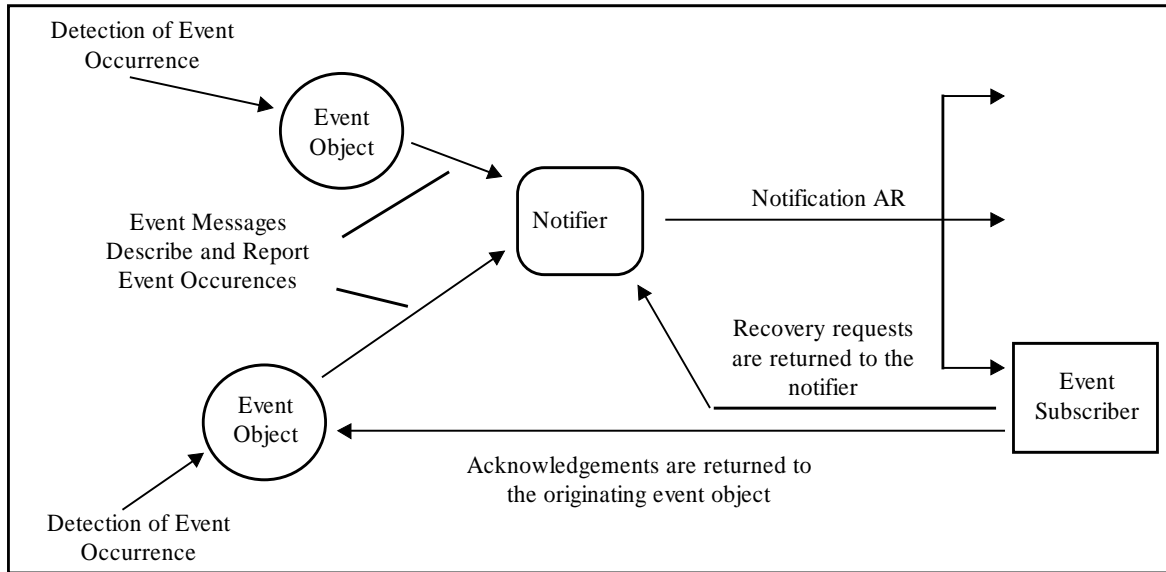 Detection of Event
Occurrence
Event
Object
Event Messages
Describe and Report
Event Occurences
Notifier
Notification AR
Recovery requests
are returned to the
notifier
Event
Subscriber
Event
Object
Acknowledgements are returned to
the originating event object
Detection of Event
Occurrence